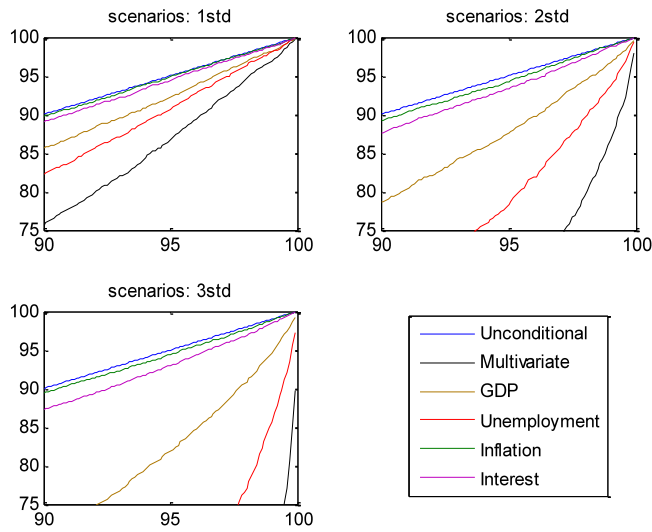 scenarios: 1std
100
95
90
85
80
75
90 95 100
scenarios: 2std
100
95
90
85
80
75
90 95 100
scenarios: 3std
100
95
90
85
80
75
90 95 100
Unconditional
Multivariate
GDP
Unemployment
Inflation
Interest